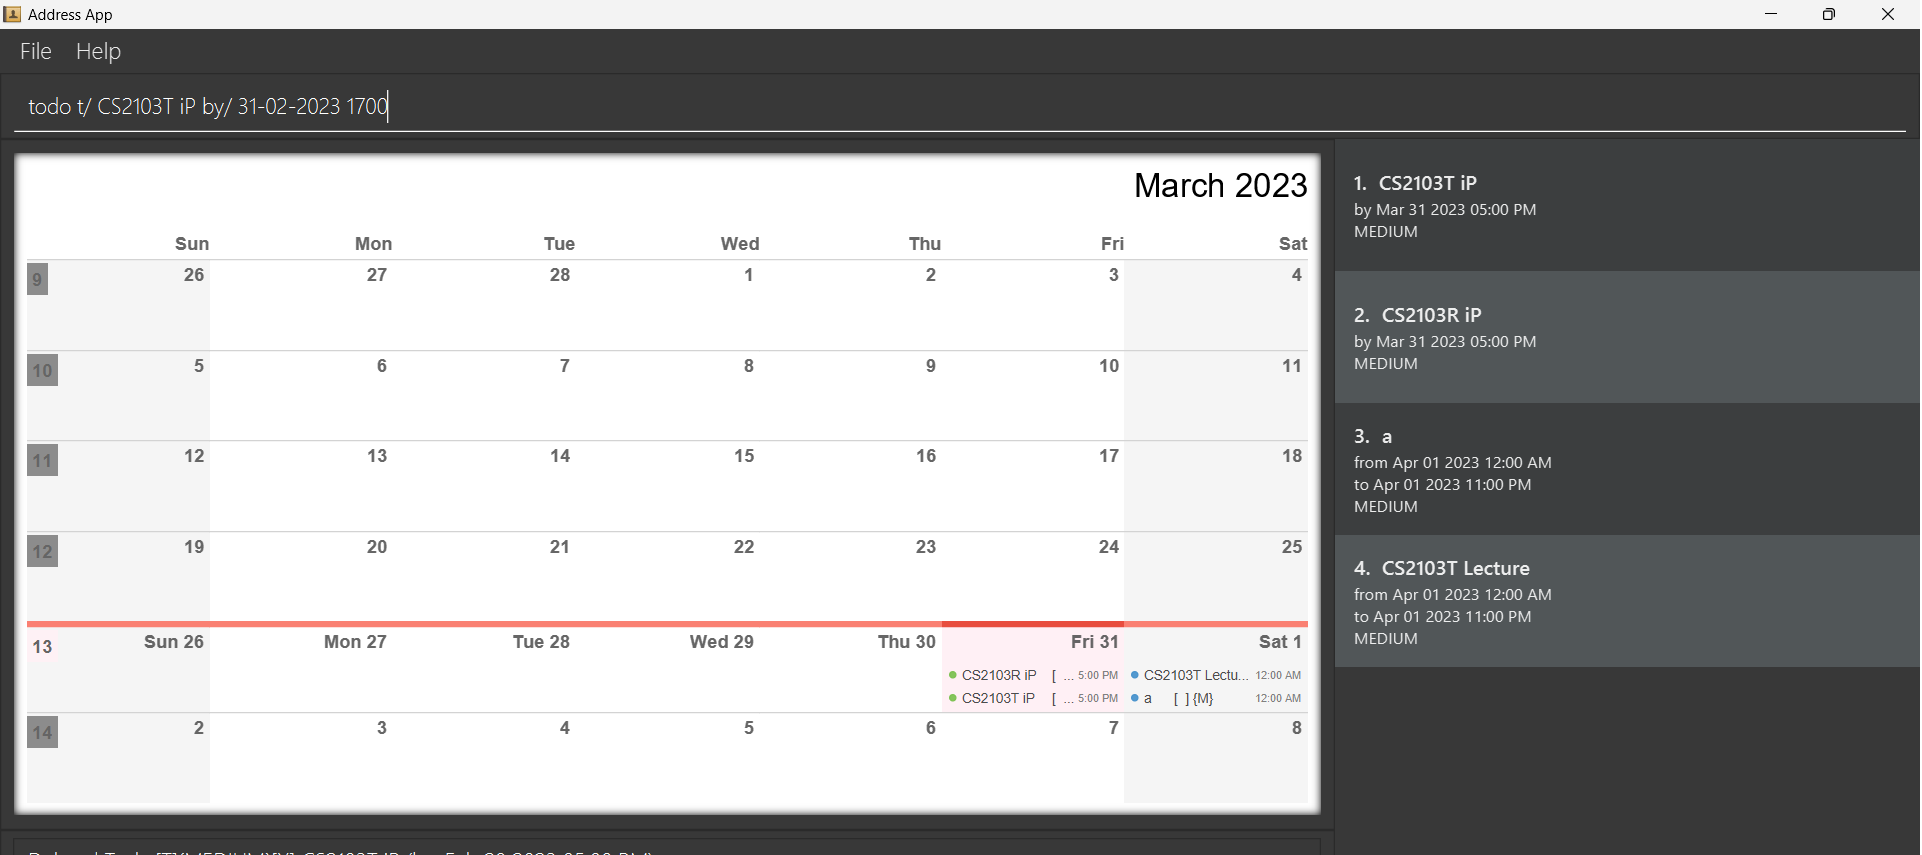 Address App
File Help
todo t/ CS2103T iP by/ 31-02-2023 1700
March 2023
Sun Mon Tue Wed Thu Fri Sat
9 26 27 28 1 2 3 4
10 5 6 7 8 9 10 11
11 12 13 14 15 16 17 18
12 19 20 21 22 23 24 25
13 Sun 26 Mon 27 Tue 28 Wed 29 Thu 30 Fri 31 Sat 1
CS2103R iP [ ... 5:00 PM CS2103T Lectu... 12:00 AM
CS2103T iP [ ... 5:00 PM a [ ] {M} 12:00 AM
14 2 3 4 5 6 7 8
1. CS2103T iP
by Mar 31 2023 05:00 PM
MEDIUM
2. CS2103R iP
by Mar 31 2023 05:00 PM
MEDIUM
3. a
from Apr 01 2023 12:00 AM
to Apr 01 2023 11:00 PM
MEDIUM
4. CS2103T Lecture
from Apr 01 2023 12:00 AM
to Apr 01 2023 11:00 PM
MEDIUM